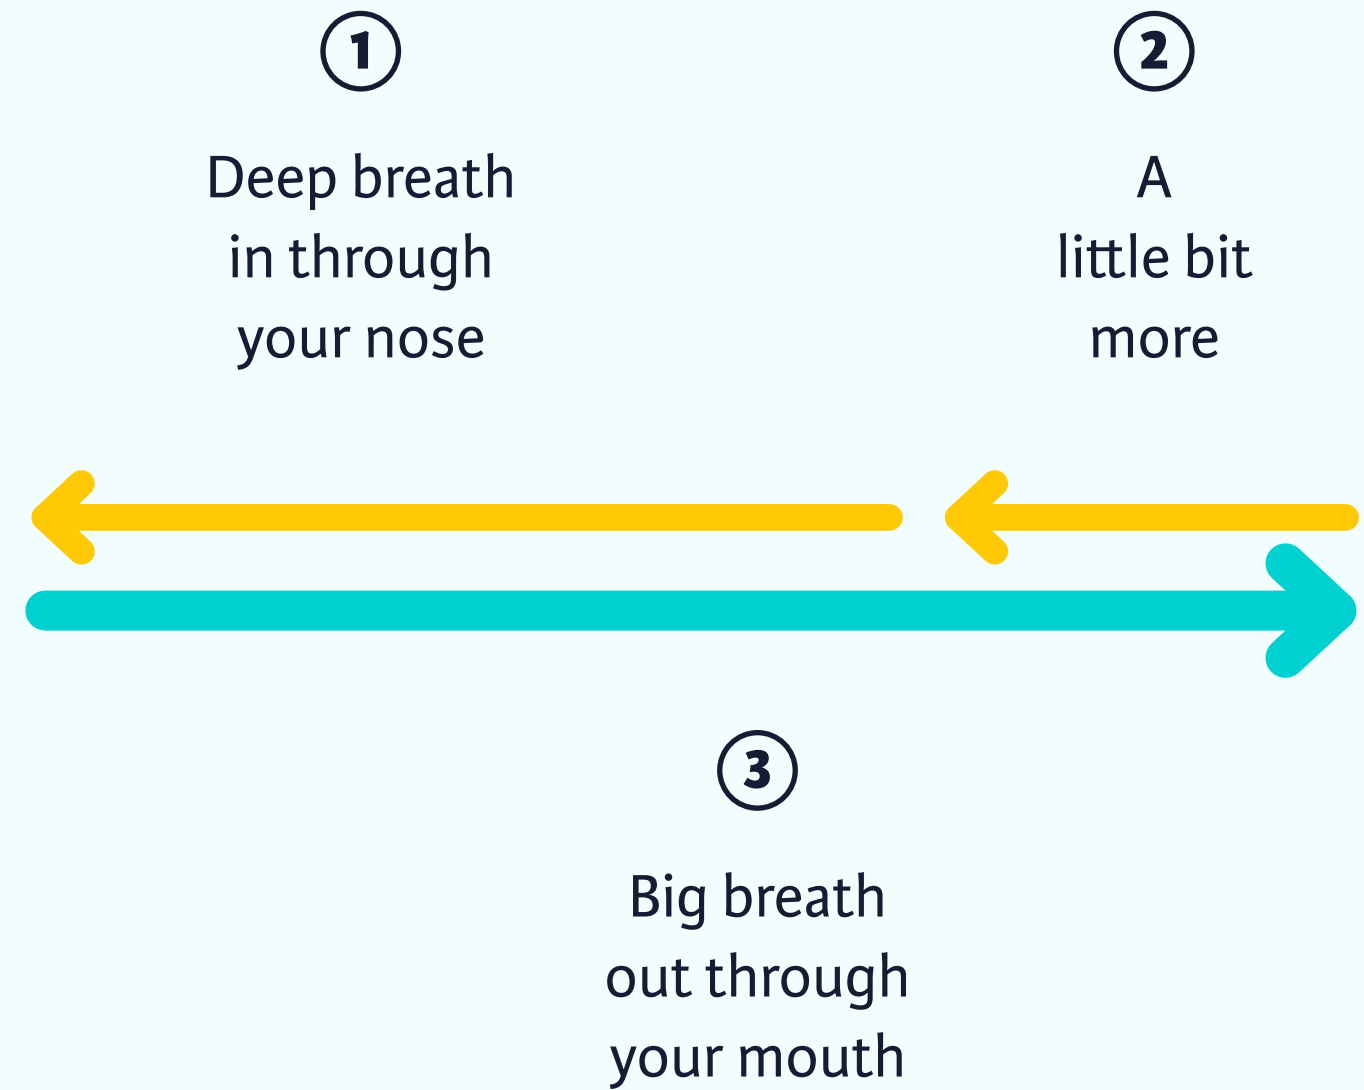 1
Deep breath
in through
your nose
2
A
little bit
more
3
Big breath
out through
your mouth